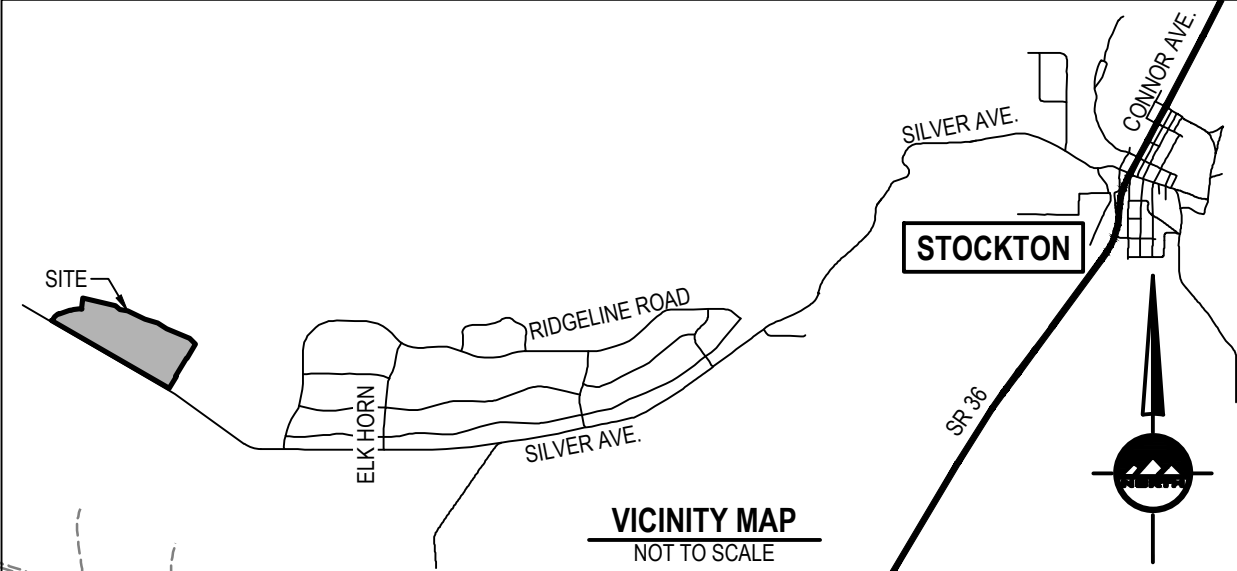 CONNOR AVE.
SILVER AVE.
STOCKTON
SITE
RIDGELINE ROAD
ELK HORN
SR 36
SILVER AVE.
VICINITY MAP
NOT TO SCALE
NORTH